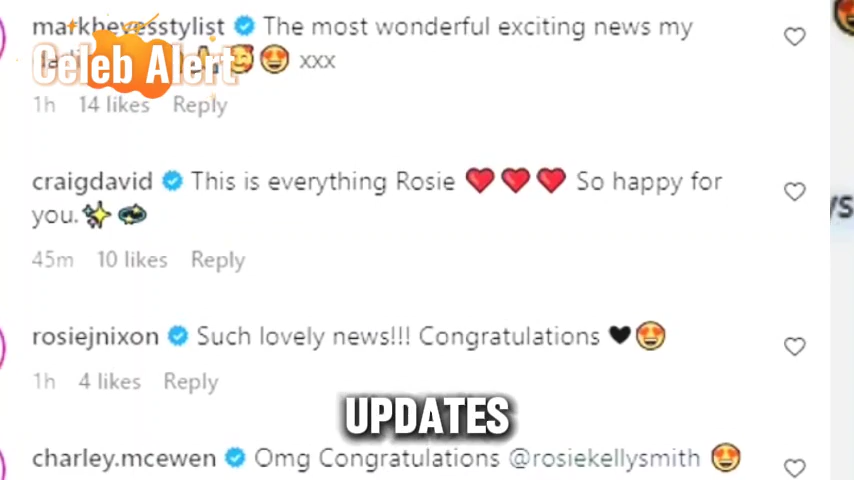 markheyesstylist The most wonderful exciting news my
Celeb Alert xxx
1h 14 likes Reply
craigdavid This is everything Rosie ❤️❤️❤️ So happy for
you.✨💫
45m 10 likes Reply
rosiejnixon Such lovely news!!! Congratulations 🖤😍
1h 4 likes Reply
UPDATES
charley.mcewen Omg Congratulations @rosiekellysmith 😍